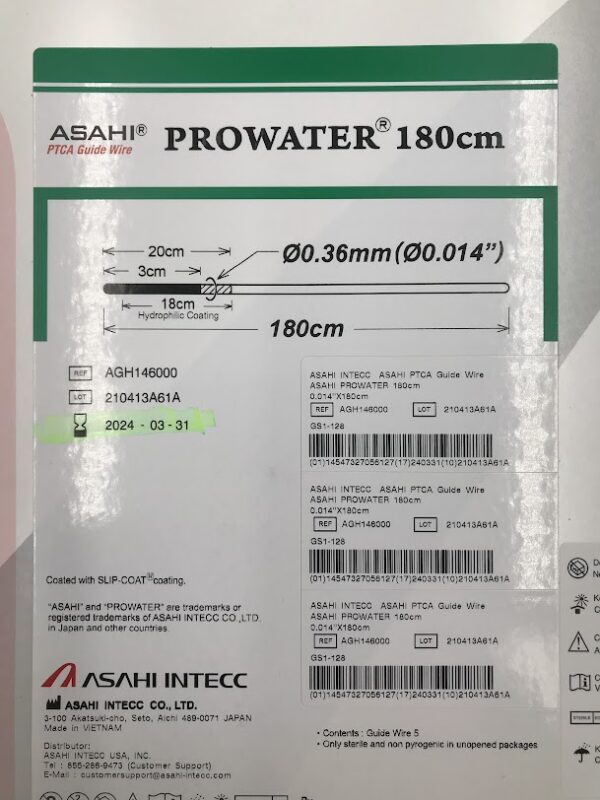 ASAHI® PROWATER® 180cm
PTCA Guide Wire
20cm
Ø0.36mm(Ø0.014")
3cm
18cm
Hydrophilic Coating
180cm
REF AGH146000
LOT 210413A61A
2024 - 03 - 31
ASAHI INTECC ASAHI PTCA Guide Wire
ASAHI PROWATER 180cm
0.014"X180cm
REF AGH146000 LOT 210413A61A
GS1-128
(01)14547327056127(17)240331(10)210413A61A
ASAHI INTECC ASAHI PTCA Guide Wire
ASAHI PROWATER 180cm
0.014"X180cm
REF AGH146000 LOT 210413A61A
GS1-128
(01)14547327056127(17)240331(10)210413A61A
ASAHI INTECC ASAHI PTCA Guide Wire
ASAHI PROWATER 180cm
0.014"X180cm
REF AGH146000 LOT 210413A61A
GS1-128
(01)14547327056127(17)240331(10)210413A61A
Coated with SLIP-COAT® coating.
"ASAHI" and "PROWATER" are trademarks or
registered trademarks of ASAHI INTECC CO.,LTD.
in Japan and other countries.
ASAHI INTECC
ASAHI INTECC CO., LTD.
3-100 Akatsuki-cho, Seto, Aichi 489-0071 JAPAN
Made in VIETNAM
Distributor:
ASAHI INTECC USA, INC.
Tel : 866-286-9473 (Customer Support)
E-Mail : customersupport@asahi-intecc.com
• Contents : Guide Wire 5
• Only sterile and non pyrogenic in unopened packages
STERILE